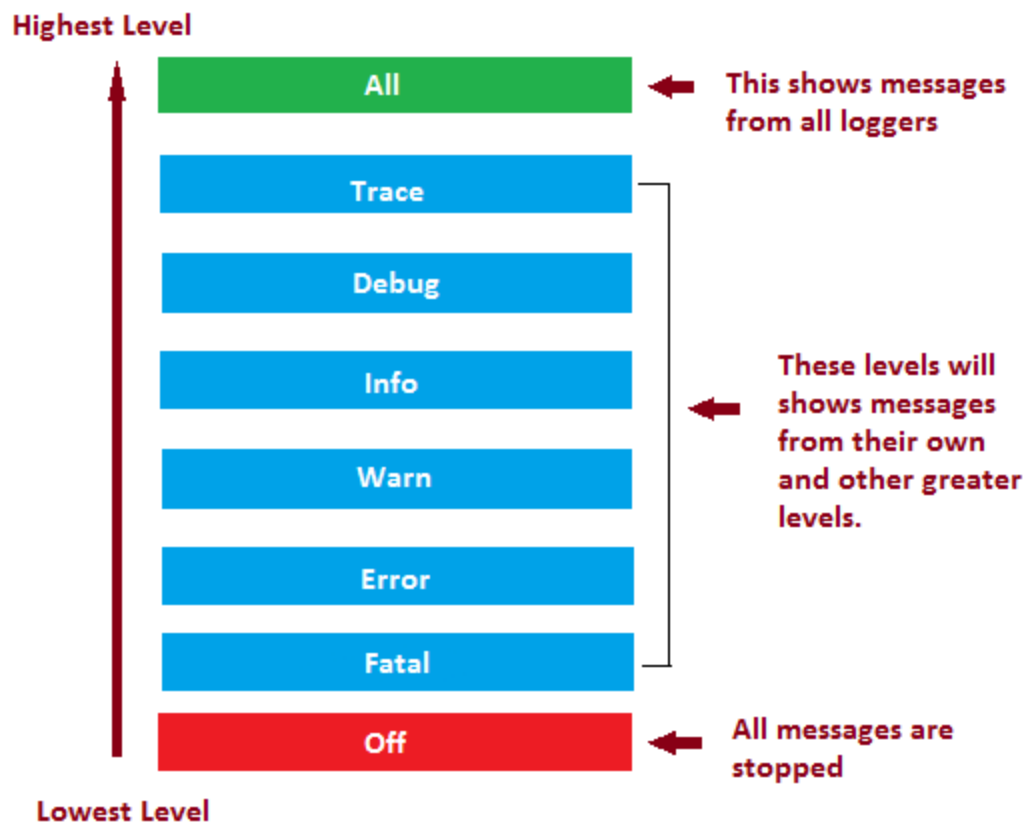 Highest Level
All
This shows messages
from all loggers
Trace
Debug
Info
These levels will
shows messages
from their own
and other greater
levels.
Warn
Error
Fatal
Off
All messages are
stopped
Lowest Level